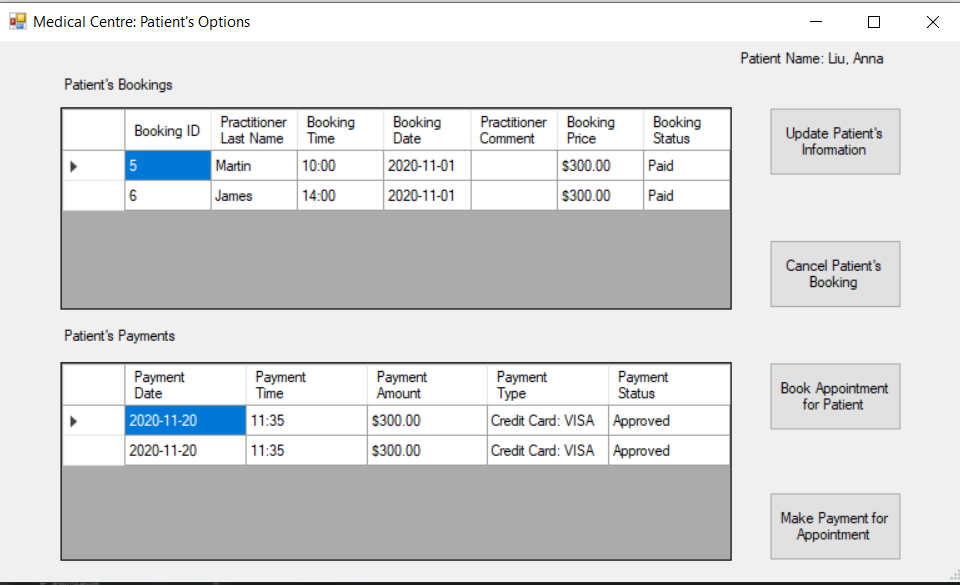 Medical Centre: Patient's Options
Patient Name: Liu, Anna
Patient's Bookings
Booking ID Practitioner Last Name Booking Time Booking Date Practitioner Comment Booking Price Booking Status
5 Martin 10:00 2020-11-01 $300.00 Paid
6 James 14:00 2020-11-01 $300.00 Paid
Update Patient's
Information
Cancel Patient's
Booking
Patient's Payments
Payment Date Payment Time Payment Amount Payment Type Payment Status
2020-11-20 11:35 $300.00 Credit Card: VISA Approved
2020-11-20 11:35 $300.00 Credit Card: VISA Approved
Book Appointment
for Patient
Make Payment for
Appointment